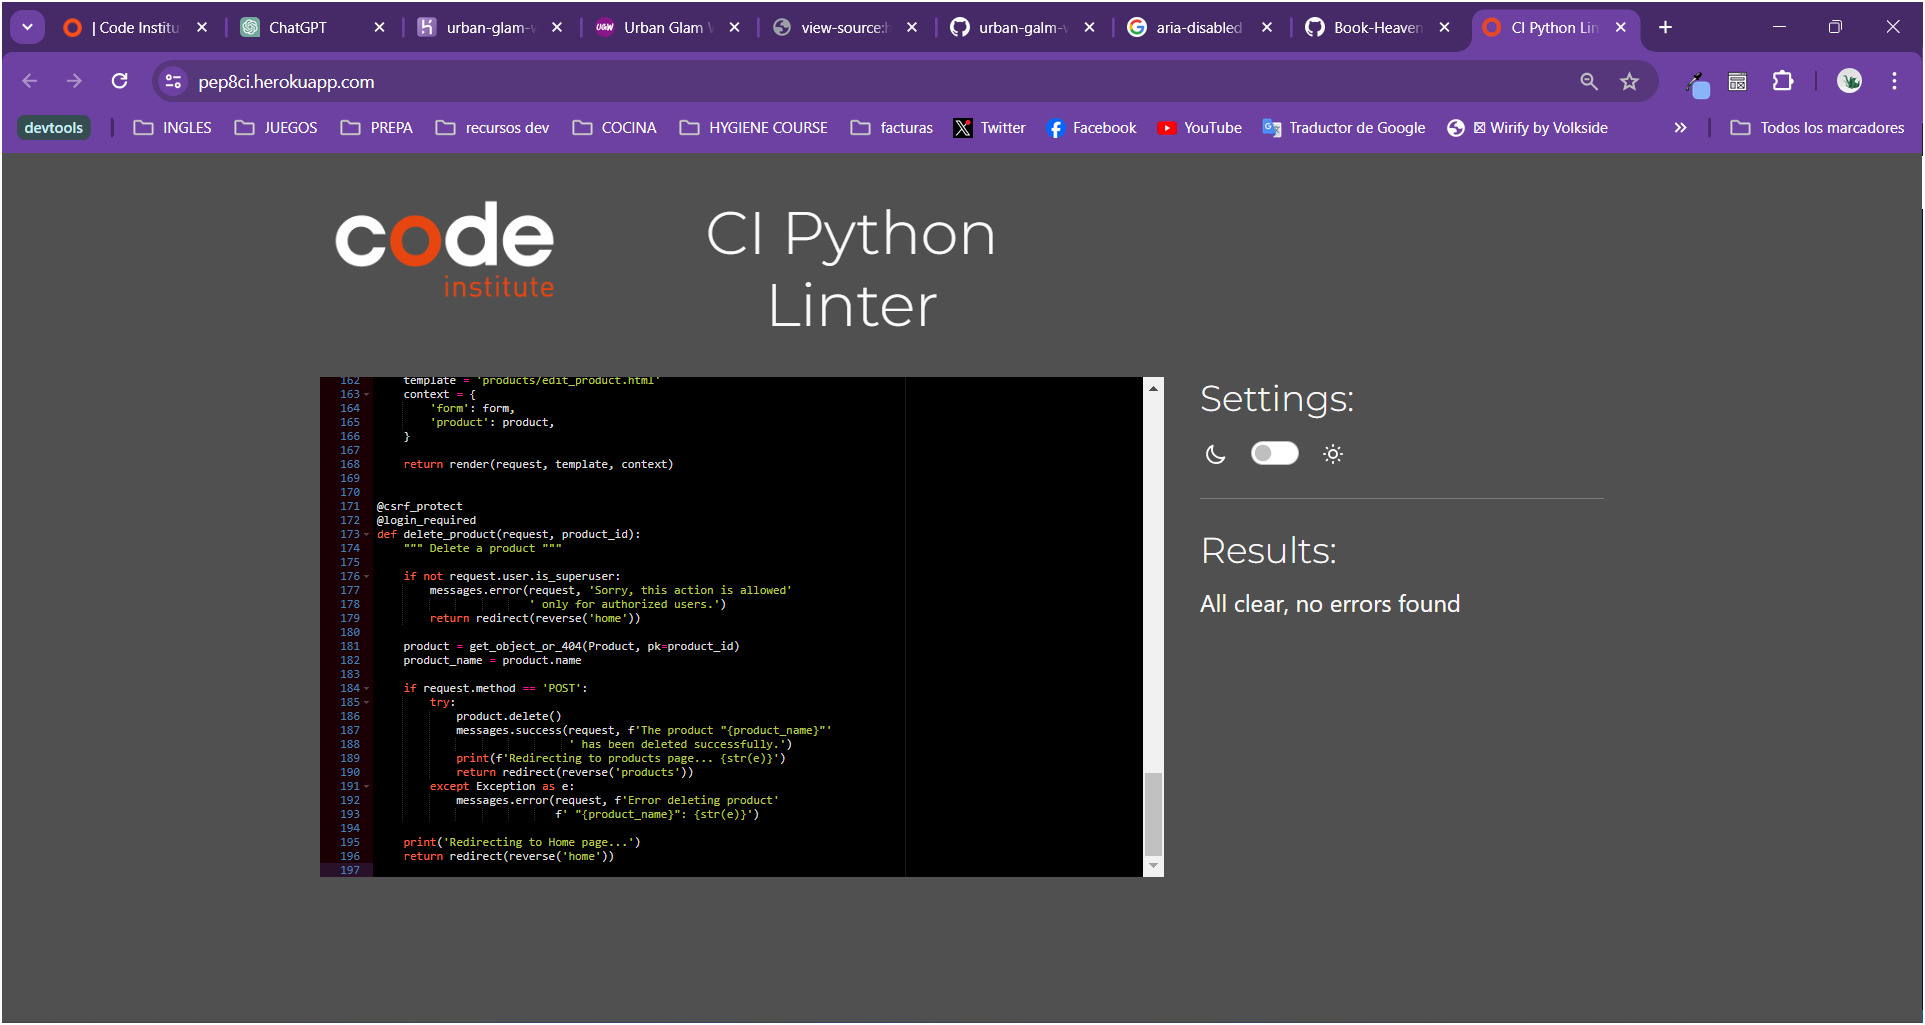 | Code Institu
ChatGPT
urban-glam-w
Urban Glam W
view-source:h
urban-galm-w
aria-disabled
Book-Heaven
CI Python Lin
pep8ci.herokuapp.com
devtools
INGLES
JUEGOS
PREPA
recursos dev
COCINA
HYGIENE COURSE
facturas
Twitter
Facebook
YouTube
Traductor de Google
Wirify by Volkside
Todos los marcadores
code
institute
CI Python
Linter
162 template = 'products/edit_product.html'
163 context = {
164 'form': form,
165 'product': product,
166 }
167
168 return render(request, template, context)
169
170
171 @csrf_protect
172 @login_required
173 def delete_product(request, product_id):
174 """ Delete a product """
175
176 if not request.user.is_superuser:
177 messages.error(request, 'Sorry, this action is allowed'
178 ' only for authorized users.')
179 return redirect(reverse('home'))
180
181 product = get_object_or_404(Product, pk=product_id)
182 product_name = product.name
183
184 if request.method == 'POST':
185 try:
186 product.delete()
187 messages.success(request, f'The product "{product_name}"'
188 ' has been deleted successfully.')
189 print(f'Redirecting to products page... {str(e)}')
190 return redirect(reverse('products'))
191 except Exception as e:
192 messages.error(request, f'Error deleting product'
193 f' "{product_name}": {str(e)}')
194
195 print('Redirecting to Home page...')
196 return redirect(reverse('home'))
197
Settings:
Results:
All clear, no errors found